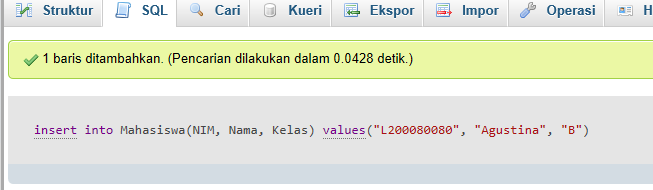 Struktur SQL Cari Kueri Ekspor Impor Operasi H
1 baris ditambahkan. (Pencarian dilakukan dalam 0.0428 detik.)
insert into Mahasiswa(NIM, Nama, Kelas) values("L200080080", "Agustina", "B")